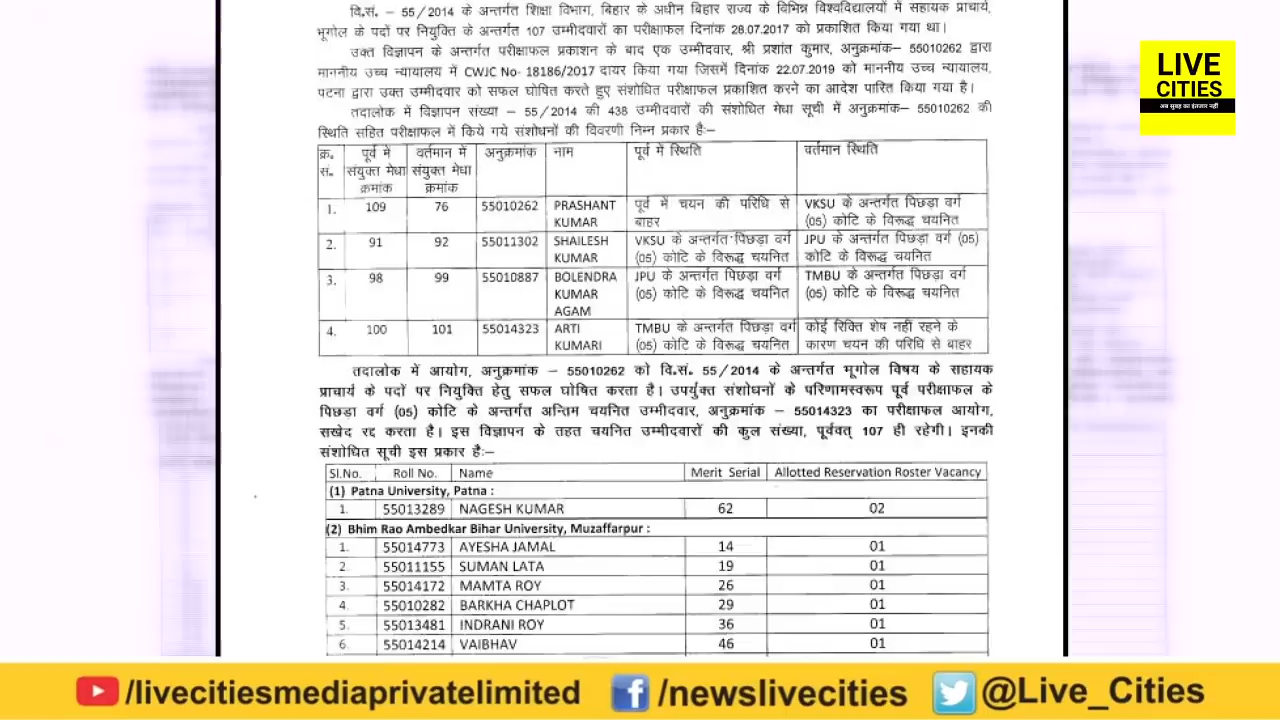 वि.सं. - 55/2014 के अन्तर्गत शिक्षा विभाग, बिहार के अधीन बिहार राज्य के विभिन्न विश्वविद्यालयों में सहायक प्राचार्य,
भूगोल के पदों पर नियुक्ति के अन्तर्गत 107 उम्मीदवारों का परीक्षाफल दिनांक 28.07.2017 को प्रकाशित किया गया था।
उक्त विज्ञापन के अन्तर्गत परीक्षाफल प्रकाशन के बाद एक उम्मीदवार, श्री प्रशांत कुमार, अनुक्रमांक- 55010262 द्वारा
माननीय उच्च न्यायालय में CWJC No- 18186/2017 दायर किया गया जिसमें दिनांक 22.07.2019 को माननीय उच्च न्यायालय,
पटना द्वारा उक्त उम्मीदवार को सफल घोषित करते हुए संशोधित परीक्षाफल प्रकाशित करने का आदेश पारित किया गया है।
तदालोक में विज्ञापन संख्या - 55/2014 की 438 उम्मीदवारों की संशोधित मेधा सूची में अनुक्रमांक- 55010262 की
स्थिति सहित परीक्षाफल में किये गये संशोधनों की विवरणी निम्न प्रकार है:-
क्र. सं. पूर्व में संयुक्त मेधा क्रमांक वर्तमान में संयुक्त मेधा क्रमांक अनुक्रमांक नाम पूर्व में स्थिति वर्तमान स्थिति
1. 109 76 55010262 PRASHANT KUMAR पूर्व में चयन की परिधि से बाहर VKSU के अन्तर्गत पिछड़ा वर्ग (05) कोटि के विरूद्ध चयनित
2. 91 92 55011302 SHAILESH KUMAR VKSU के अन्तर्गत पिछड़ा वर्ग (05) कोटि के विरूद्ध चयनित JPU के अन्तर्गत पिछड़ा वर्ग (05) कोटि के विरूद्ध चयनित
3. 98 99 55010887 BOLENDRA KUMAR AGAM JPU के अन्तर्गत पिछड़ा वर्ग (05) कोटि के विरूद्ध चयनित TMBU के अन्तर्गत पिछड़ा वर्ग (05) कोटि के विरूद्ध चयनित
4. 100 101 55014323 ARTI KUMARI TMBU के अन्तर्गत पिछड़ा वर्ग (05) कोटि के विरूद्ध चयनित कोई रिक्ति शेष नहीं रहने के कारण चयन की परिधि से बाहर
तदालोक में आयोग, अनुक्रमांक - 55010262 को वि.सं. 55/2014 के अन्तर्गत भूगोल विषय के सहायक
प्राचार्य के पदों पर नियुक्ति हेतु सफल घोषित करता है। उपर्युक्त संशोधनों के परिणामस्वरूप पूर्व परीक्षाफल के
पिछड़ा वर्ग (05) कोटि के अन्तर्गत अन्तिम चयनित उम्मीदवार, अनुक्रमांक - 55014323 का परीक्षाफल आयोग,
सखेद रद्द करता है। इस विज्ञापन के तहत चयनित उम्मीदवारों की कुल संख्या, पूर्ववत् 107 ही रहेगी। इनकी
संशोधित सूची इस प्रकार है:-
Sl.No. Roll No. Name Merit Serial Allotted Reservation Roster Vacancy
(1) Patna University, Patna :
1. 55013289 NAGESH KUMAR 62 02
(2) Bhim Rao Ambedkar Bihar University, Muzaffarpur :
1. 55014773 AYESHA JAMAL 14 01
2. 55011155 SUMAN LATA 19 01
3. 55014172 MAMTA ROY 26 01
4. 55010282 BARKHA CHAPLOT 29 01
5. 55013481 INDRANI ROY 36 01
6. 55014214 VAIBHAV 46 01
LIVE
CITIES
अब सुबह का इंतजार नहीं
/livecitiesmediaprivatelimited /newslivecities @Live_Cities